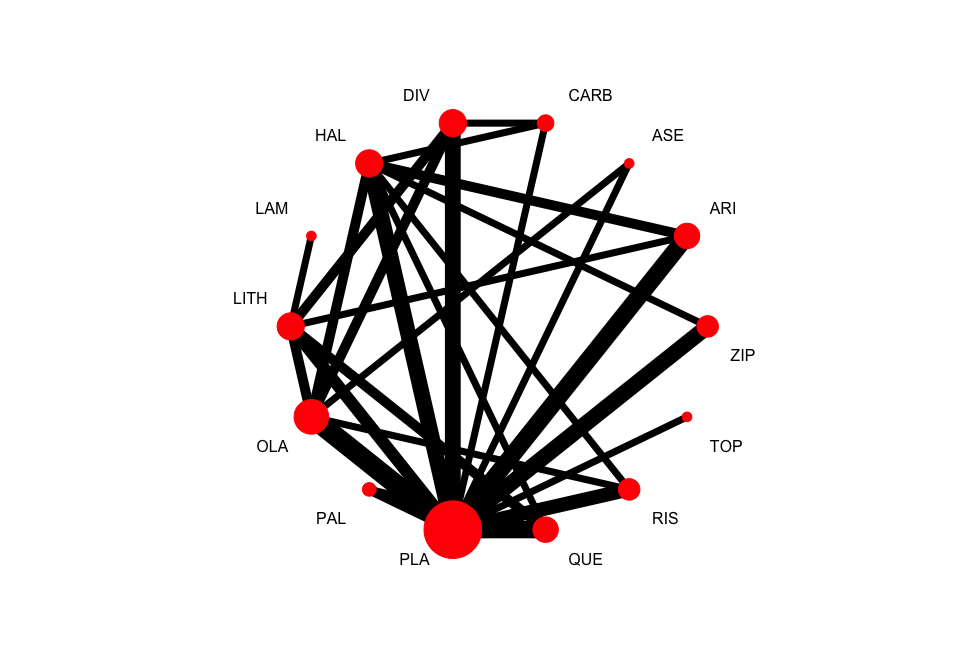 DIV
CARB
HAL
ASE
LAM
ARI
LITH
ZIP
OLA
TOP
PAL
RIS
PLA
QUE